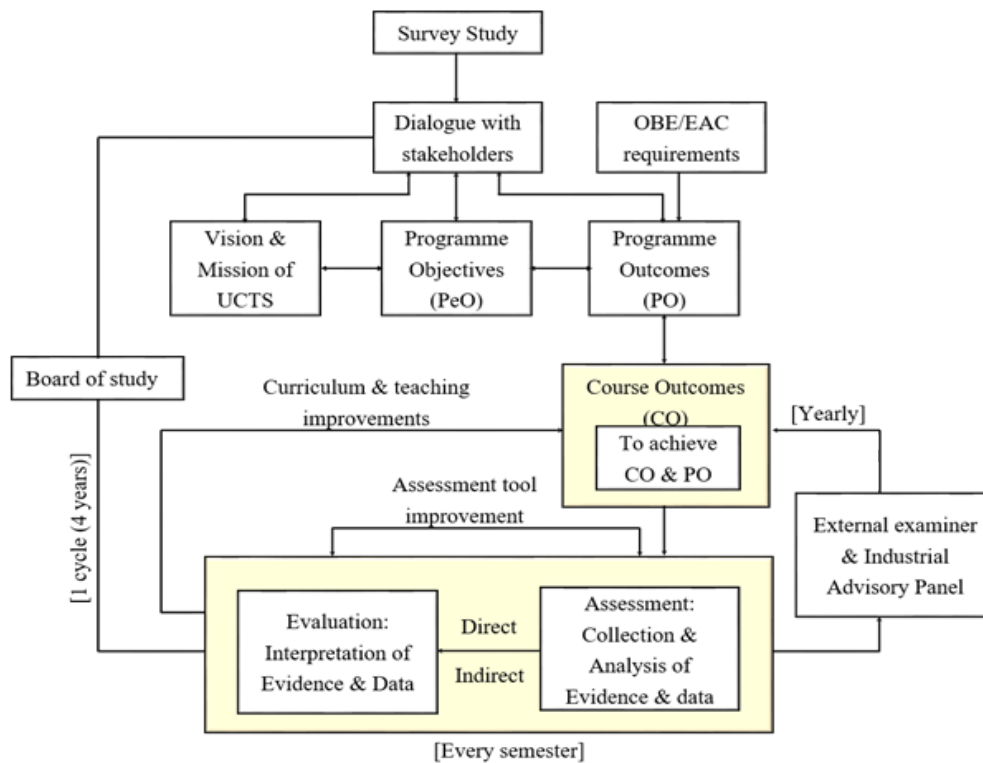 Survey Study
Dialogue with
stakeholders
OBE/EAC
requirements
Vision &
Mission of
UCTS
Programme
Objectives
(PeO)
Programme
Outcomes
(PO)
Board of study
Curriculum & teaching
improvements
Course Outcomes
(CO)
To achieve
CO & PO
[Yearly]
[1 cycle (4 years)]
Assessment tool
improvement
External examiner
& Industrial
Advisory Panel
Evaluation:
Interpretation of
Evidence & Data
Direct
Indirect
Assessment:
Collection &
Analysis of
Evidence & data
[Every semester]